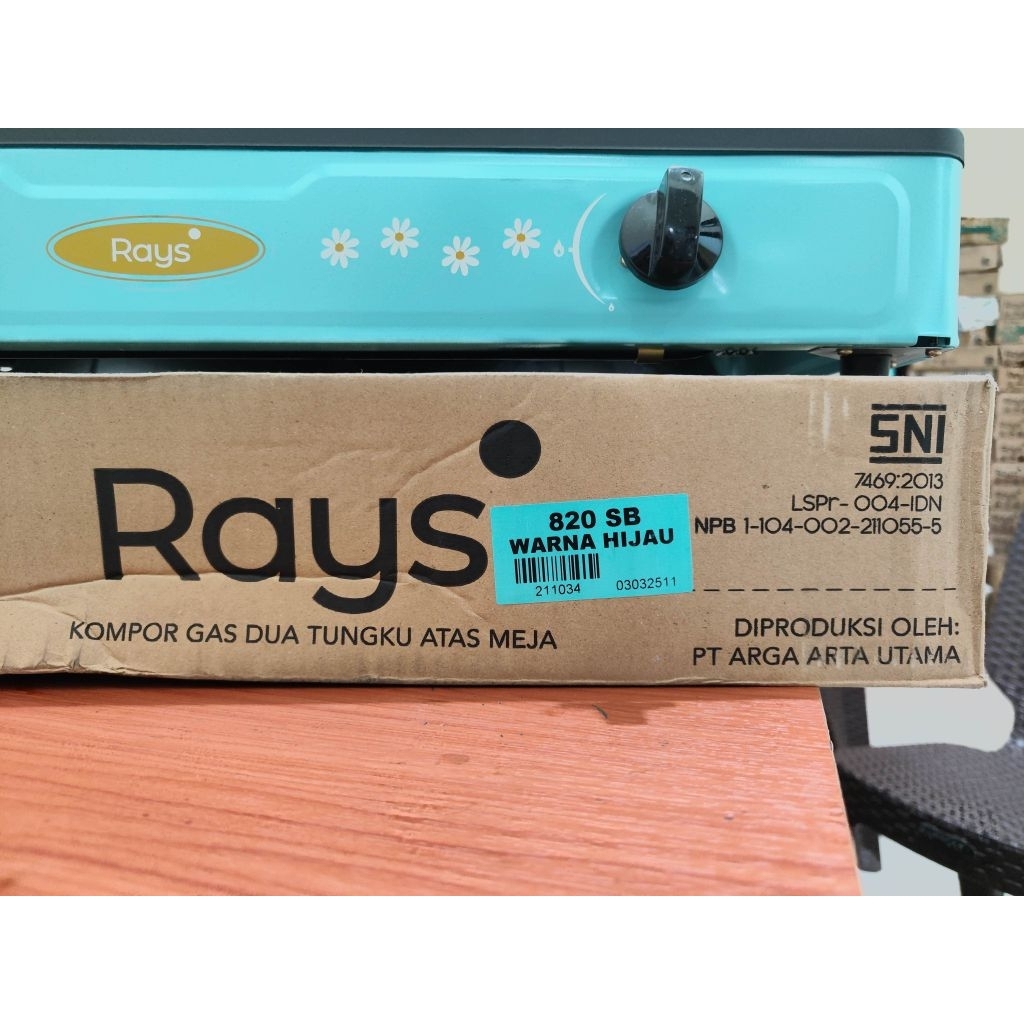 Rays
SNI
7469:2013
LSPr- 004-IDN
NPB 1-104-002-211055-5
Rays
820 SB
WARNA HIJAU
211034 03032511
KOMPOR GAS DUA TUNGKU ATAS MEJA
DIPRODUKSI OLEH:
PT ARGA ARTA UTAMA